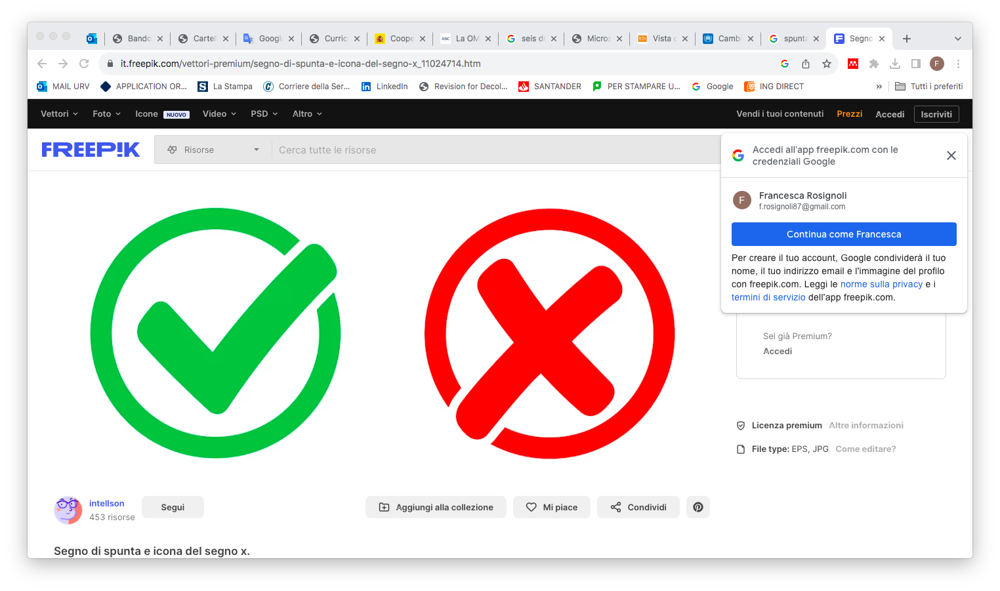 Bando
Cartel
Google
Curric
Coope
ABC La OM
seis de
Micros
Vista
Cambi
spunta
Segno
it.freepik.com/vettori-premium/segno-di-spunta-e-icona-del-segno-x_11024714.htm
F
MAIL URV
APPLICATION OR...
La Stampa
Corriere della Ser...
LinkedIn
Revision for Decol...
SANTANDER
PER STAMPARE U...
Google
ING DIRECT
»
Tutti i preferiti
Vettori
Foto
Icone NUOVO
Video
PSD
Altro
Vendi i tuoi contenuti
Prezzi
Accedi
Iscriviti
FREEP!K
Risorse
Cerca tutte le risorse
Accedi all'app freepik.com con le
credenziali Google
F
Francesca Rosignoli
f.rosignoli87@gmail.com
Continua come Francesca
Per creare il tuo account, Google condividerà il tuo
nome, il tuo indirizzo email e l'immagine del profilo
con freepik.com. Leggi le norme sulla privacy e i
termini di servizio dell'app freepik.com.
Sei già Premium?
Accedi
Licenza premium Altre informazioni
File type: EPS, JPG Come editare?
intellson
453 risorse
Segui
Aggiungi alla collezione
Mi piace
Condividi
Segno di spunta e icona del segno x.